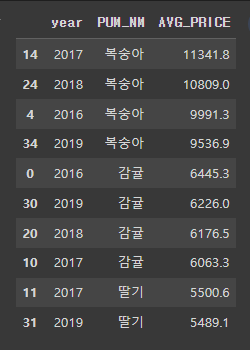 year PUM_NM AVG_PRICE
14 2017 복숭아 11341.8
24 2018 복숭아 10809.0
4 2016 복숭아 9991.3
34 2019 복숭아 9536.9
0 2016 감귤 6445.3
30 2019 감귤 6226.0
20 2018 감귤 6176.5
10 2017 감귤 6063.3
11 2017 딸기 5500.6
31 2019 딸기 5489.1